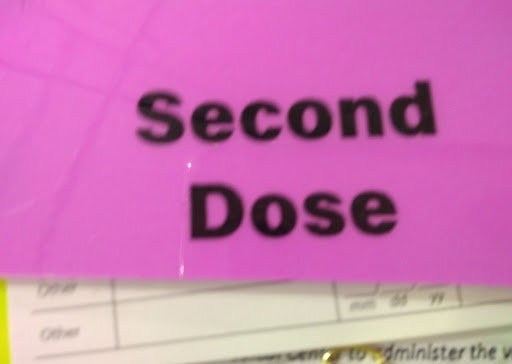 Second
Dose
Other
mm dd yy
Other
to administer the